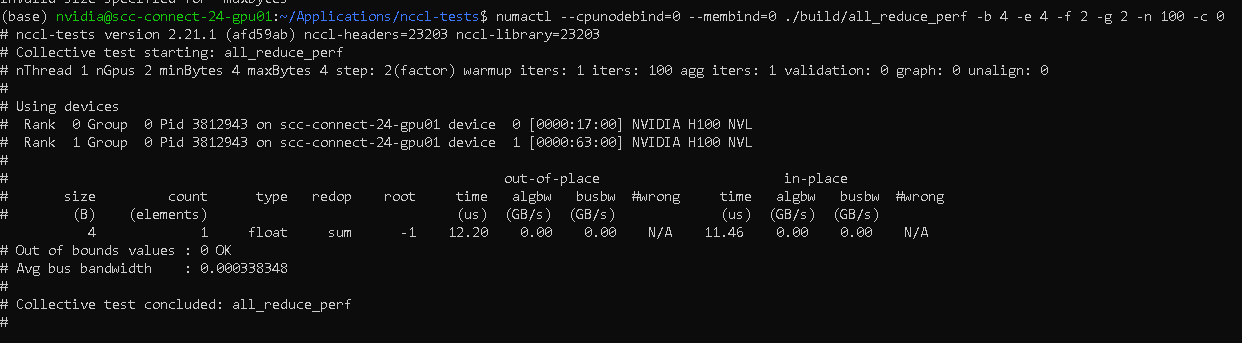 invalid size specified for maxbytes
(base) nvidia@scc-connect-24-gpu01:~/Applications/nccl-tests$ numactl --cpunodebind=0 --membind=0 ./build/all_reduce_perf -b 4 -e 4 -f 2 -g 2 -n 100 -c 0
# nccl-tests version 2.21.1 (afd59ab) nccl-headers=23203 nccl-library=23203
# Collective test starting: all_reduce_perf
# nThread 1 nGpus 2 minBytes 4 maxBytes 4 step: 2(factor) warmup iters: 1 iters: 100 agg iters: 1 validation: 0 graph: 0 unalign: 0
#
# Using devices
#  Rank  0 Group  0 Pid 3812943 on scc-connect-24-gpu01 device  0 [0000:17:00] NVIDIA H100 NVL
#  Rank  1 Group  0 Pid 3812943 on scc-connect-24-gpu01 device  1 [0000:63:00] NVIDIA H100 NVL
#
#                                                              out-of-place                       in-place
#       size         count      type   redop    root     time   algbw   busbw  #wrong     time   algbw   busbw  #wrong
#        (B)    (elements)                               (us)  (GB/s)  (GB/s)             (us)  (GB/s)  (GB/s)
           4             1     float     sum      -1    12.20    0.00    0.00     N/A    11.46    0.00    0.00     N/A
# Out of bounds values : 0 OK
# Avg bus bandwidth    : 0.000338348
#
# Collective test concluded: all_reduce_perf
#